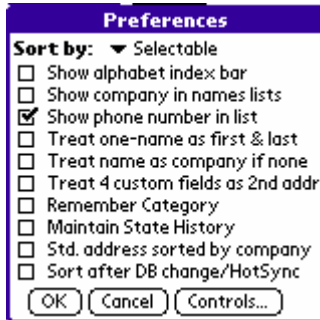 Preferences
Sort by: Selectable
Show alphabet index bar
Show company in names lists
Show phone number in list
Treat one-name as first & last
Treat name as company if none
Treat 4 custom fields as 2nd addr
Remember Category
Maintain State History
Std. address sorted by company
Sort after DB change/HotSync
OK Cancel Controls...